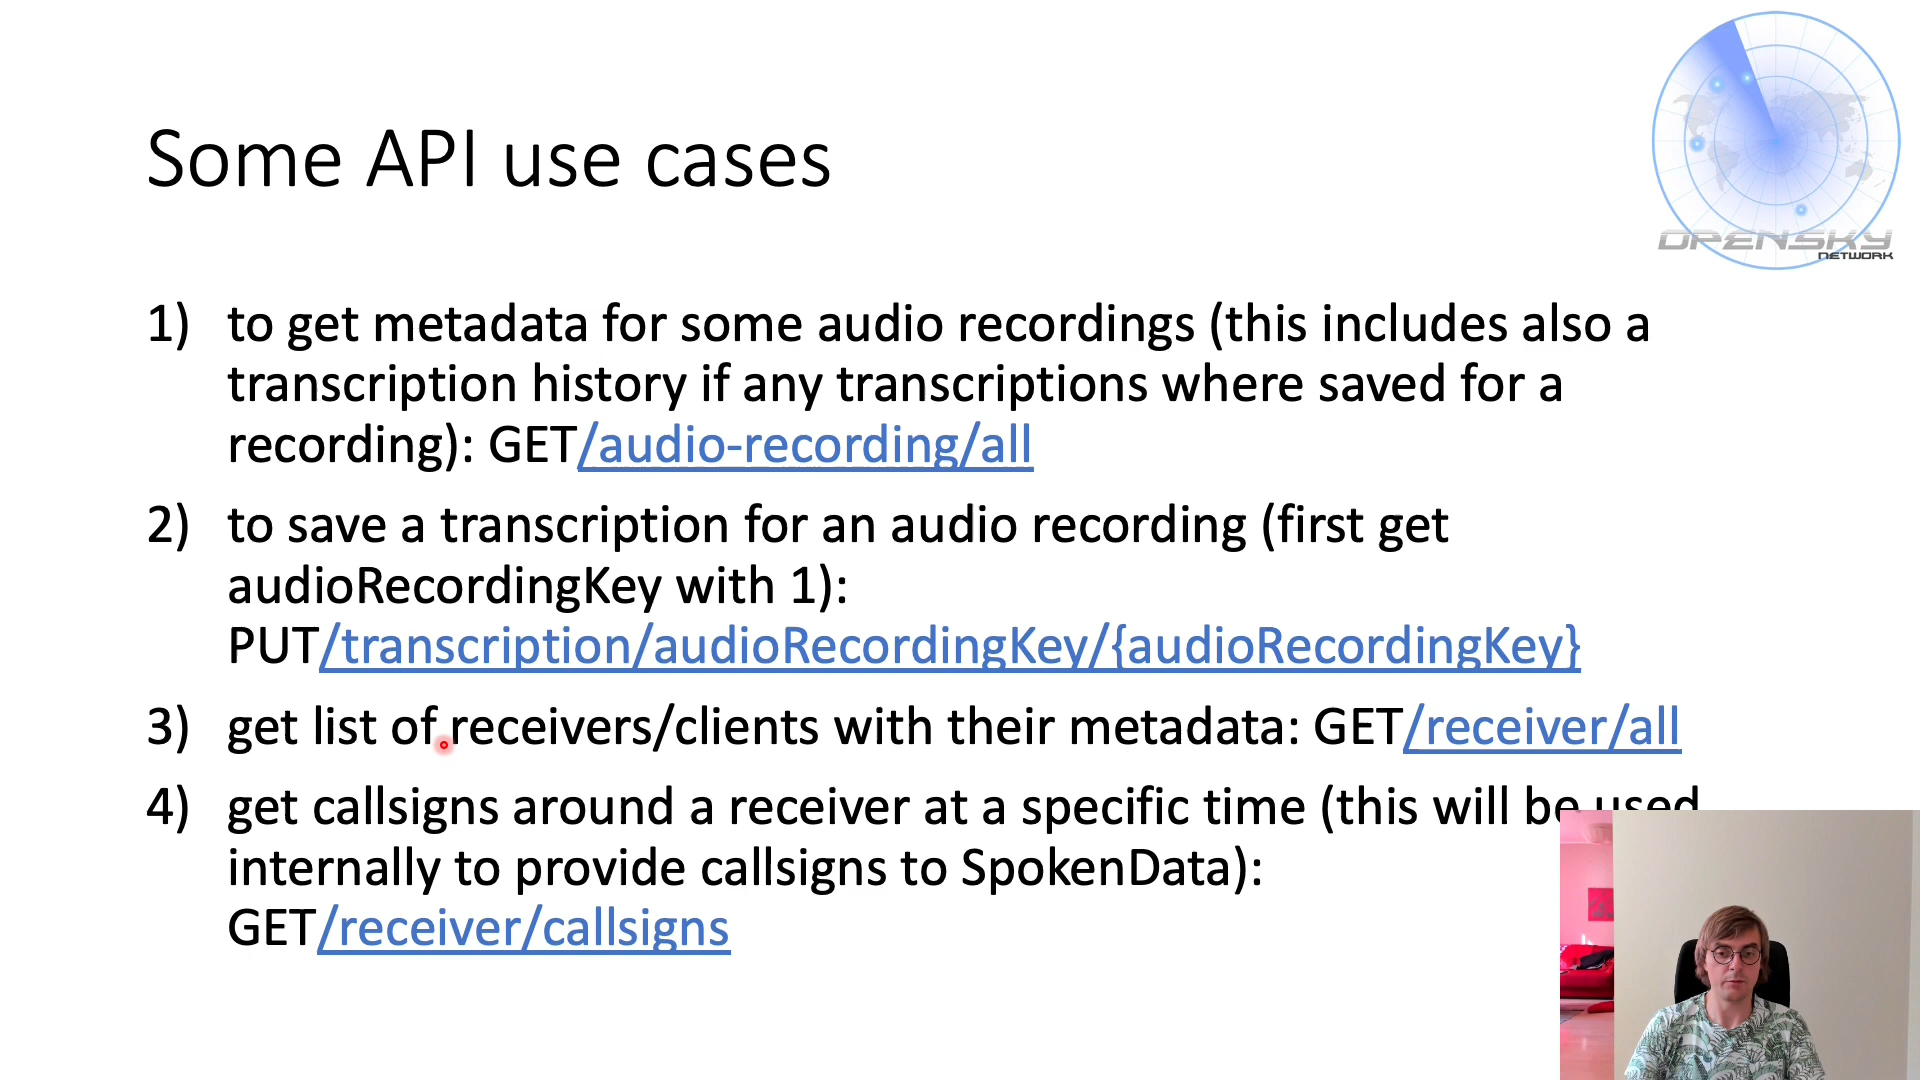 Some API use cases
OPENSKY
NETWORK
1) to get metadata for some audio recordings (this includes also a
transcription history if any transcriptions where saved for a
recording): GET/audio-recording/all
2) to save a transcription for an audio recording (first get
audioRecordingKey with 1):
PUT/transcription/audioRecordingKey/{audioRecordingKey}
3) get list of receivers/clients with their metadata: GET/receiver/all
4) get callsigns around a receiver at a specific time (this will be used
internally to provide callsigns to SpokenData):
GET/receiver/callsigns